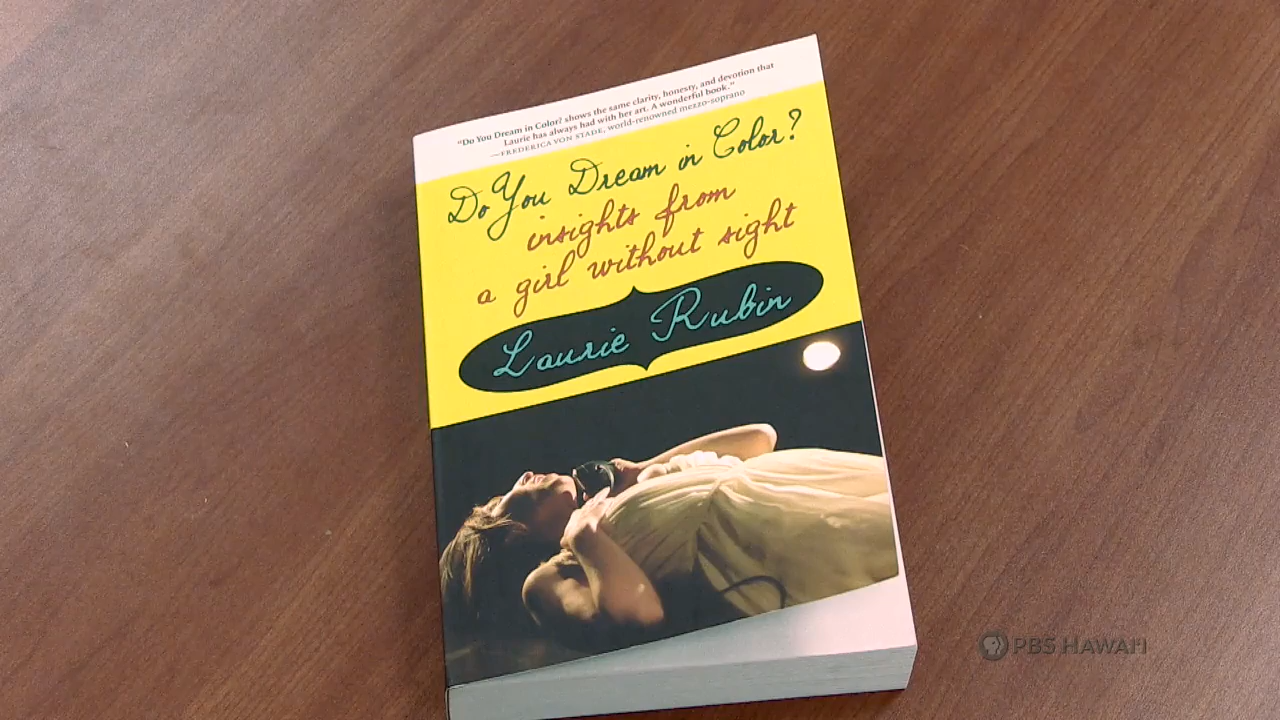 "Do You Dream in Color? shows the same clarity, honesty, and devotion that
Laurie has always had with her art. A wonderful book."
—FREDERICA VON STADE, world-renowned mezzo-soprano
Do You Dream in Color?
insights from
a girl without sight
Laurie Rubin
PBS HAWAI'I